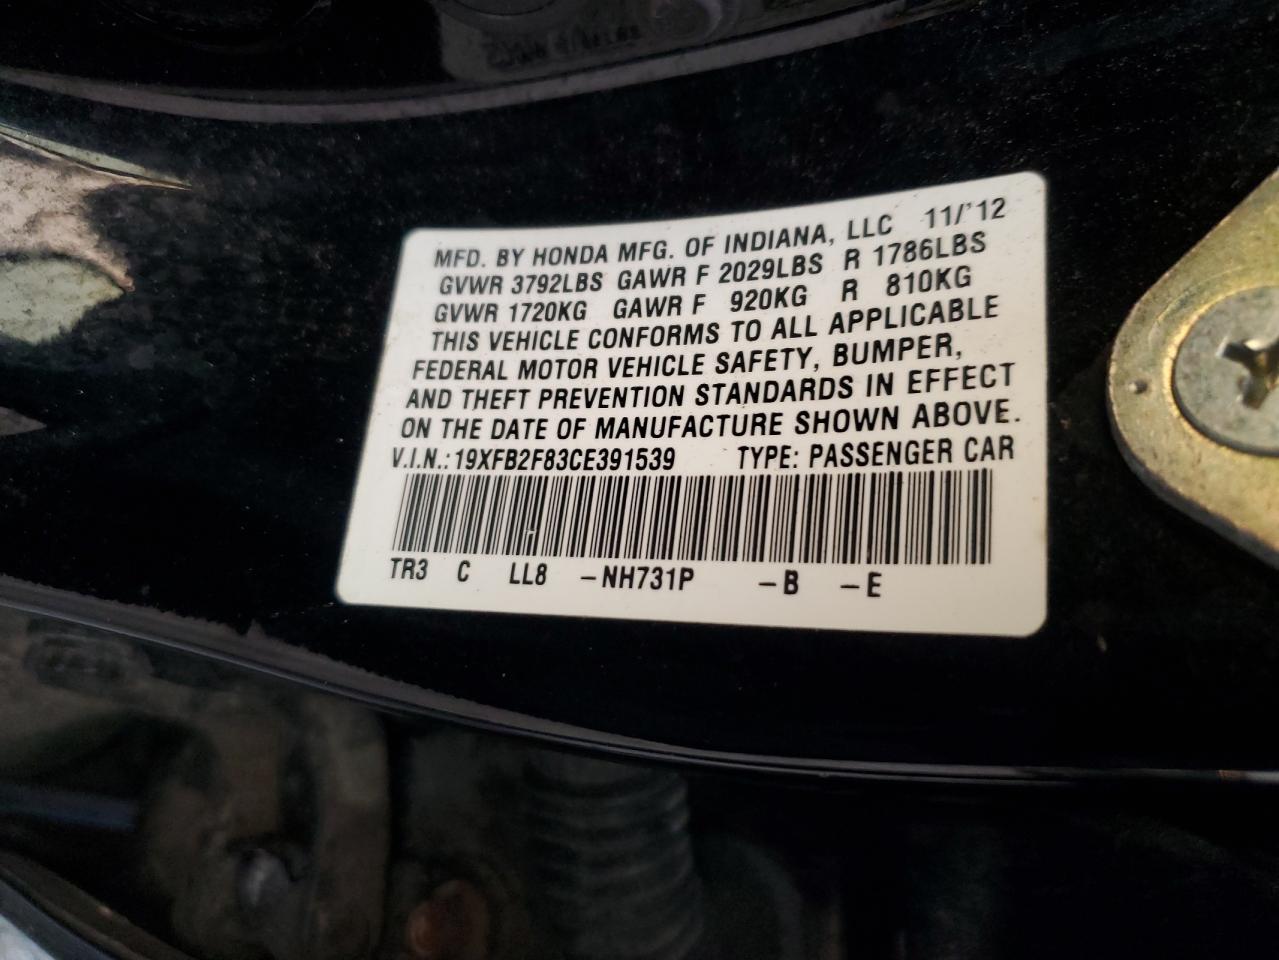 MFD. BY HONDA MFG. OF INDIANA, LLC 11/'12
GVWR 3792LBS GAWR F 2029LBS R 1786LBS
GVWR 1720KG GAWR F 920KG R 810KG
THIS VEHICLE CONFORMS TO ALL APPLICABLE
FEDERAL MOTOR VEHICLE SAFETY, BUMPER,
AND THEFT PREVENTION STANDARDS IN EFFECT
ON THE DATE OF MANUFACTURE SHOWN ABOVE.
V.I.N.: 19XFB2F83CE391539 TYPE: PASSENGER CAR
TR3 C LL8 -NH731P -B -E